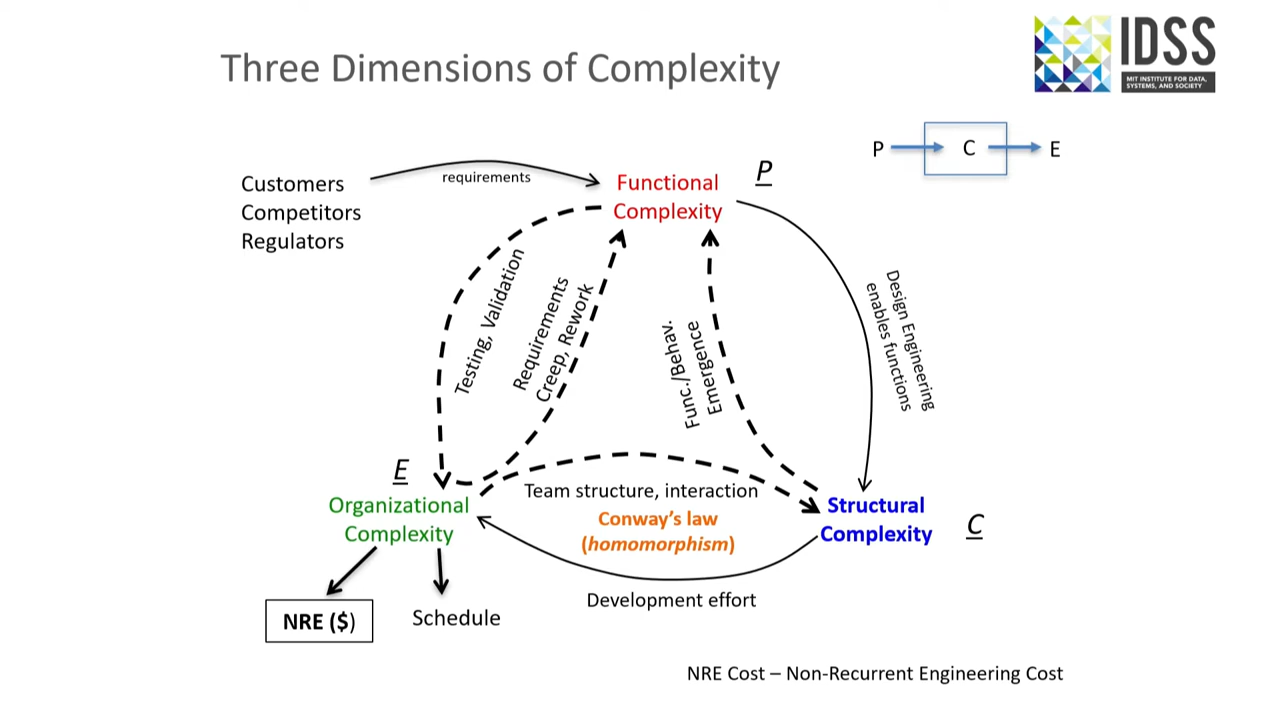 Three Dimensions of Complexity
IDSS
MIT INSTITUTE FOR DATA,
SYSTEMS, AND SOCIETY
P
C
E
Customers
Competitors
Regulators
requirements
Functional
Complexity
P
Testing, Validation
Requirements
Creep, Rework
Func./Behav.
Emergence
Design Engineering
enables functions
E
Organizational
Complexity
Team structure, interaction
Conway's law
(homomorphism)
Structural
Complexity
C
Development effort
NRE ($)
Schedule
NRE Cost – Non-Recurrent Engineering Cost